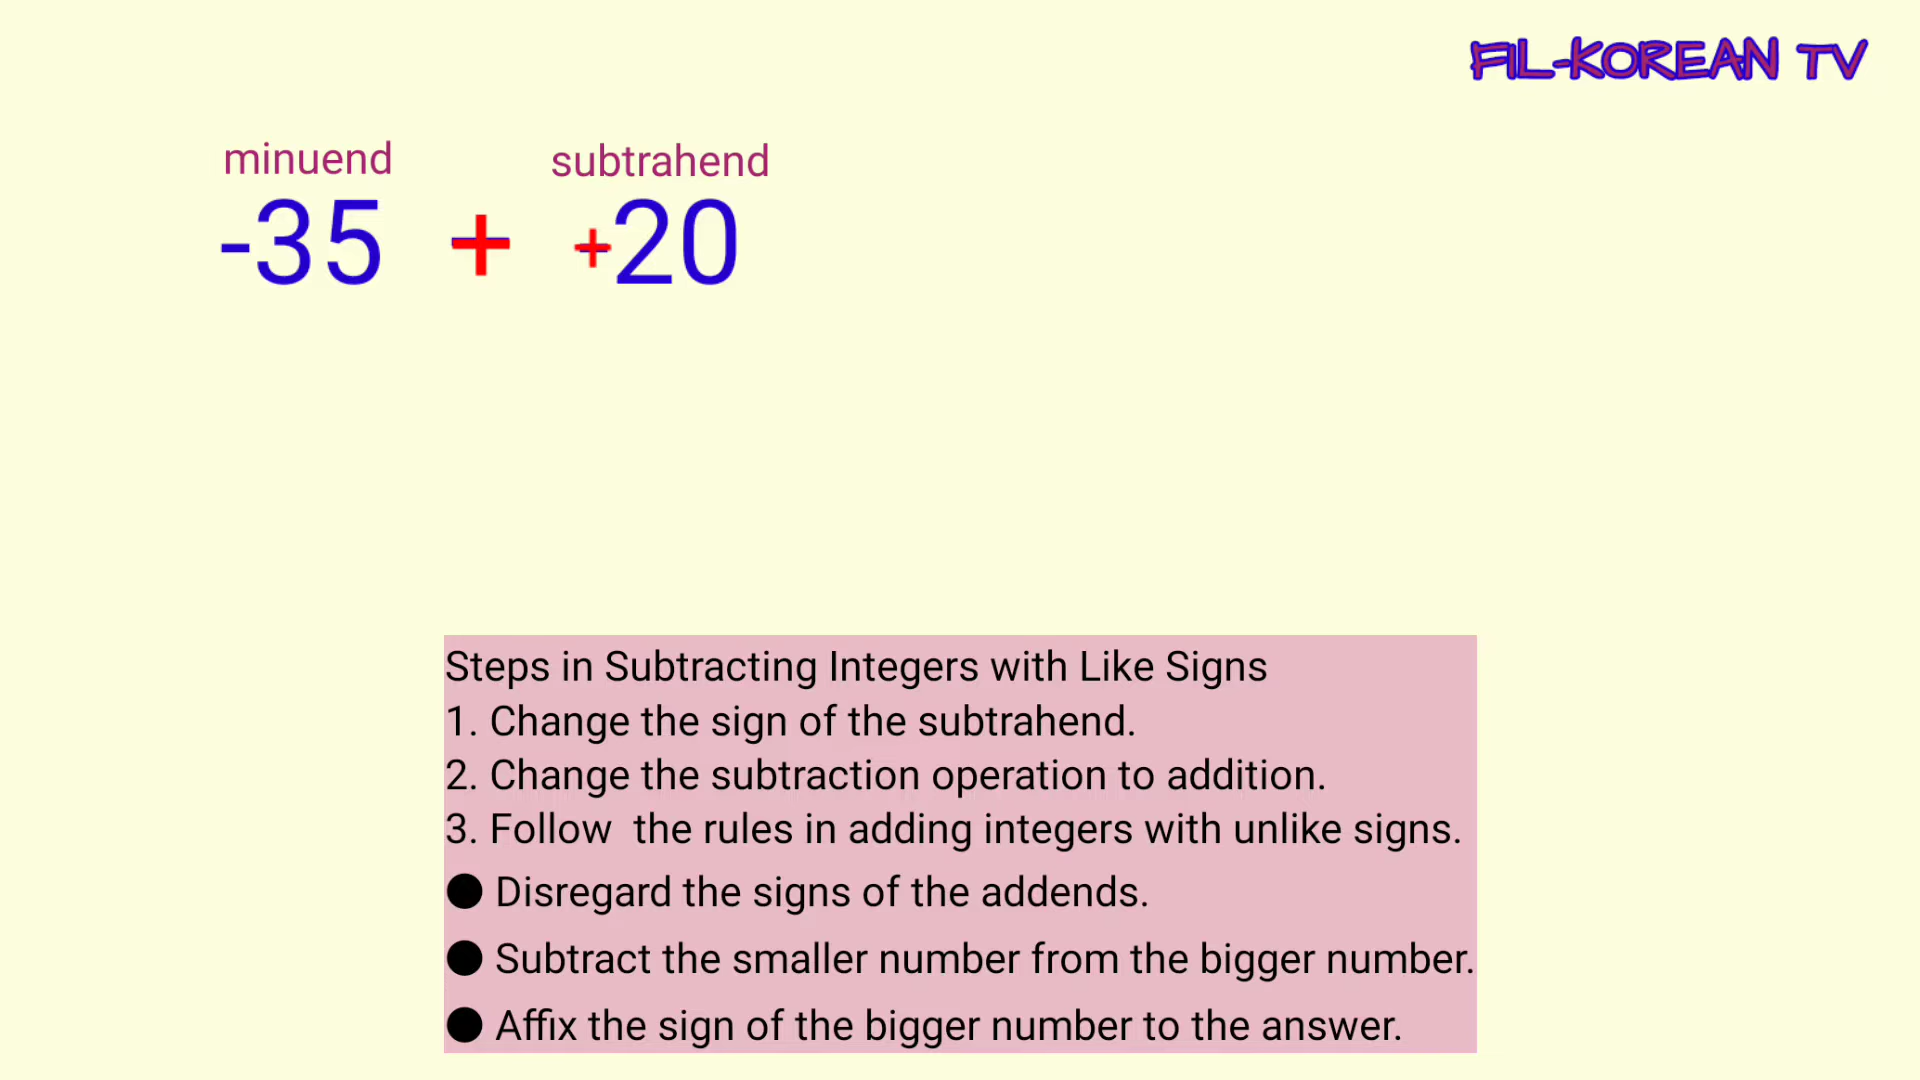 FIL-KOREAN TV
minuend subtrahend
-35 + +20
Steps in Subtracting Integers with Like Signs
1. Change the sign of the subtrahend.
2. Change the subtraction operation to addition.
3. Follow the rules in adding integers with unlike signs.
● Disregard the signs of the addends.
● Subtract the smaller number from the bigger number.
● Affix the sign of the bigger number to the answer.